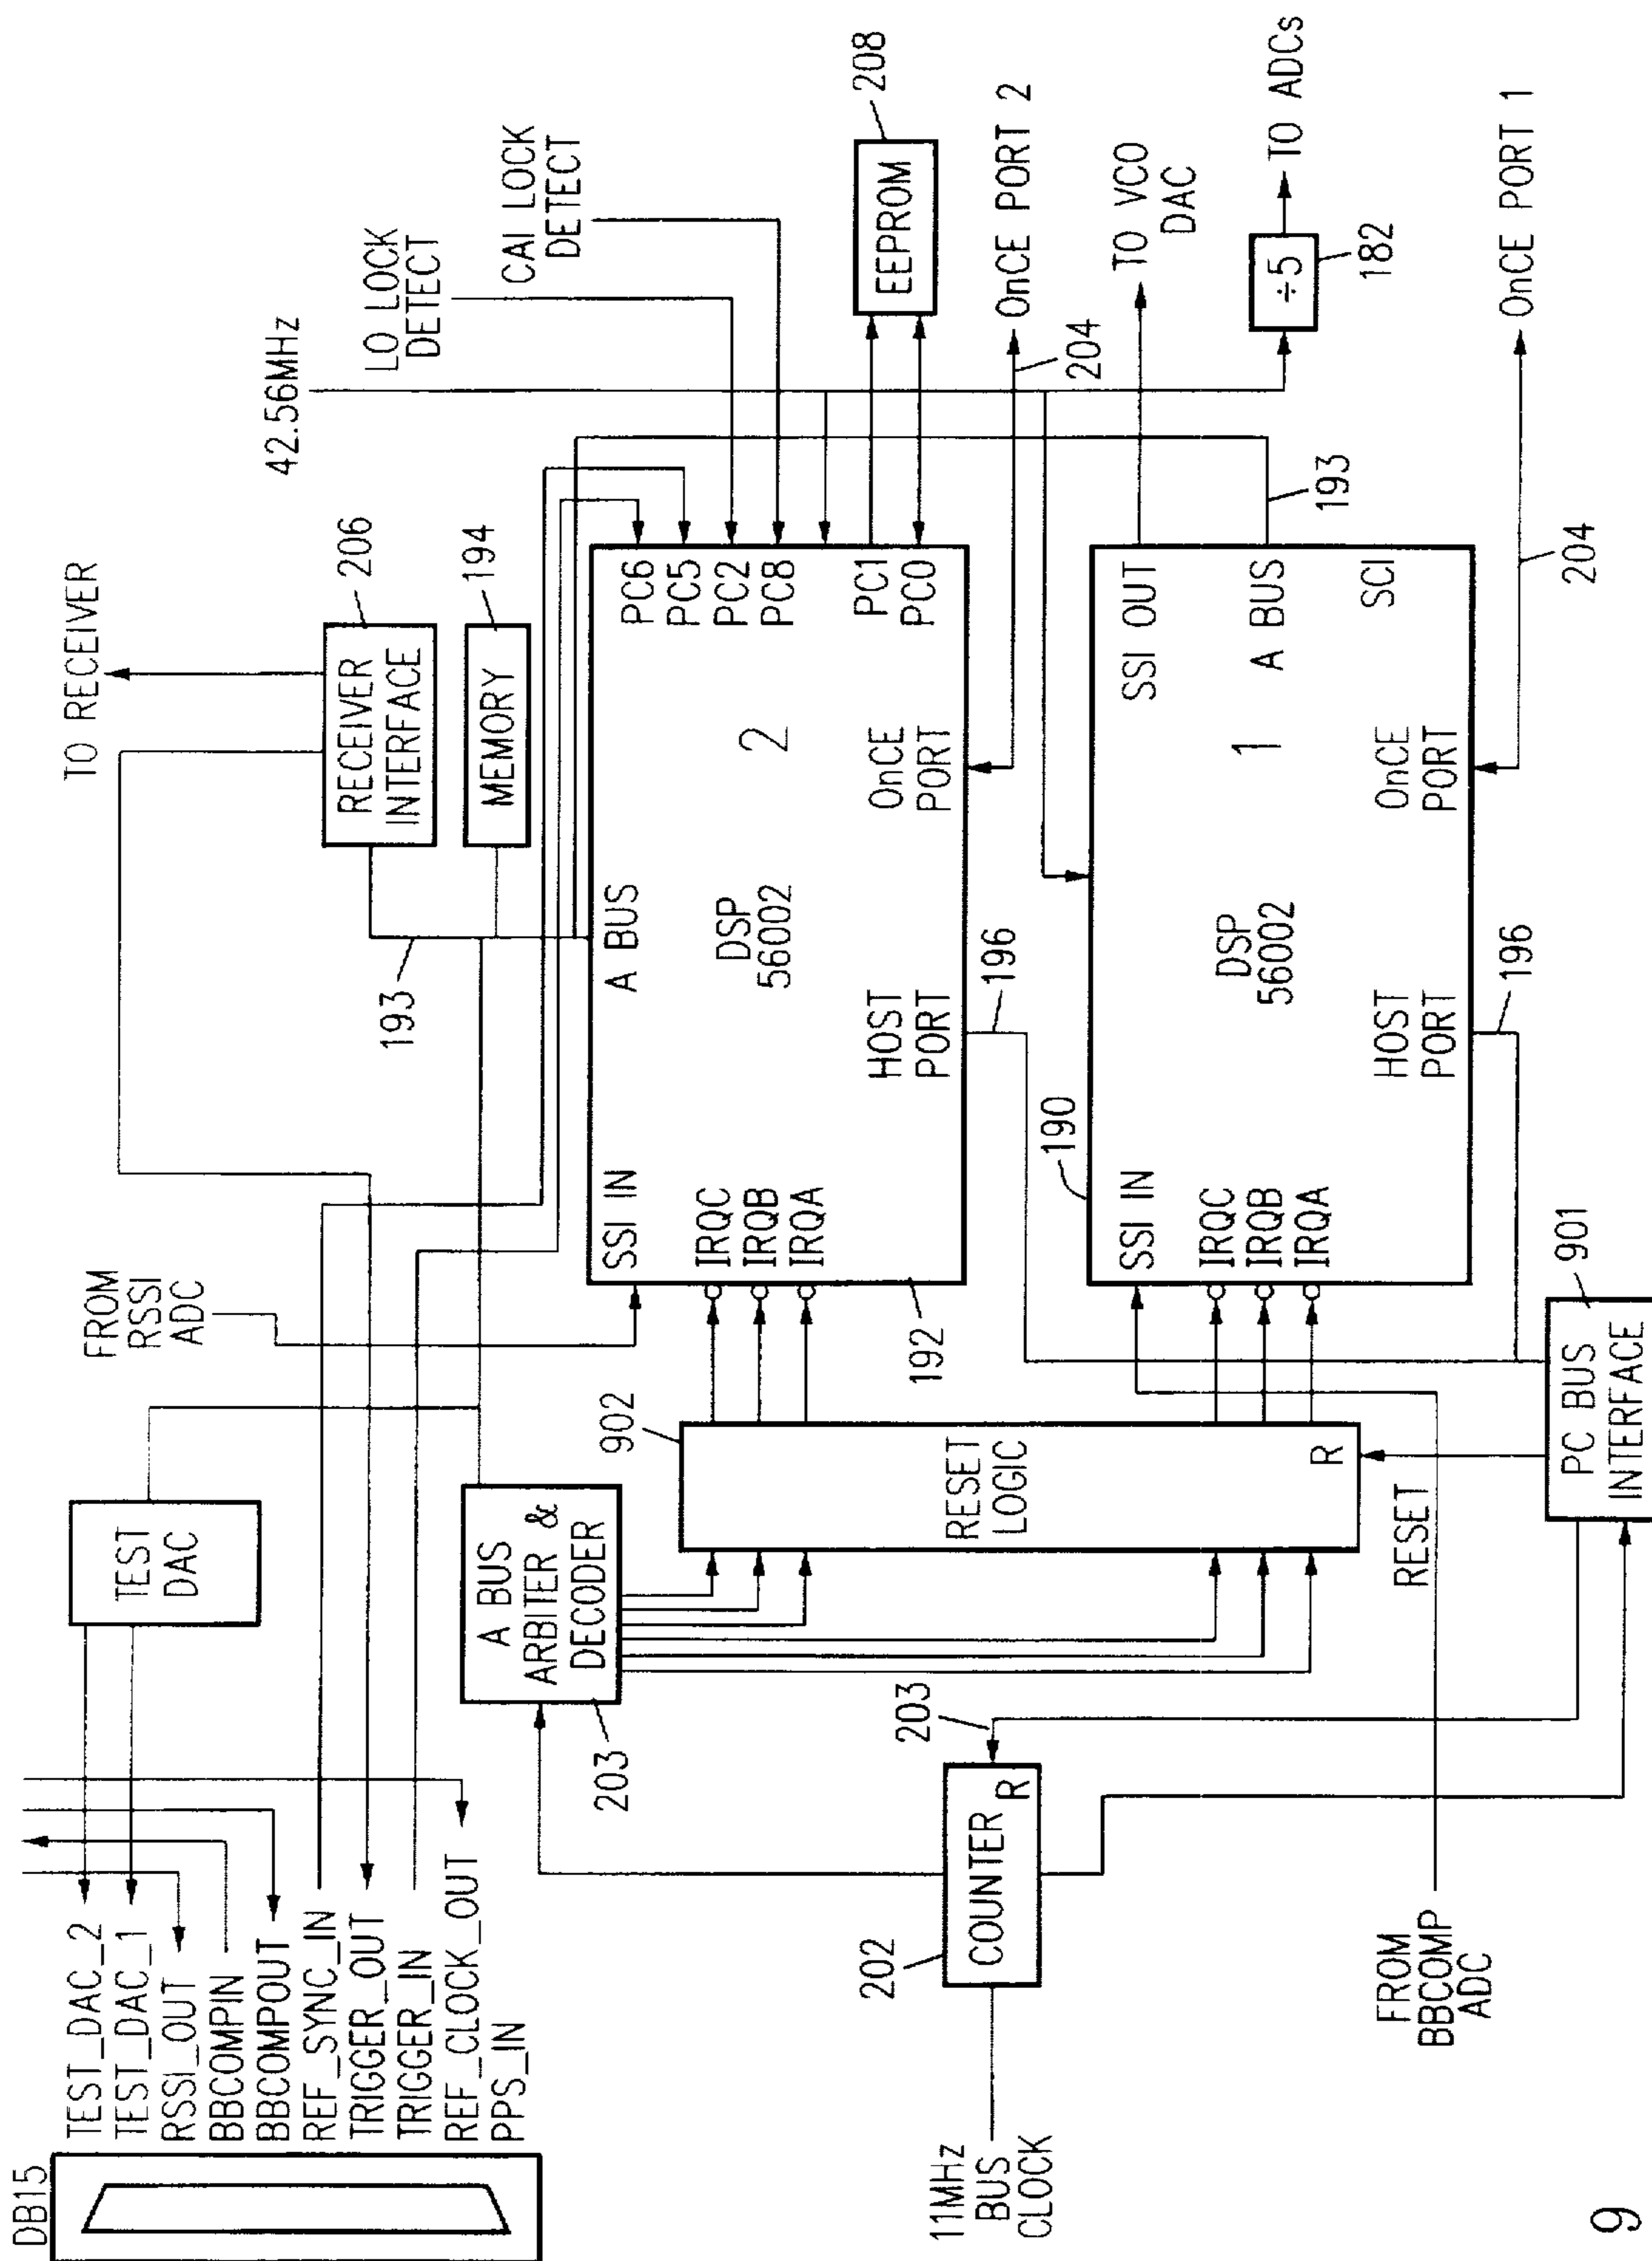 DB15
TEST_DAC_2
TEST_DAC_1
RSSI_OUT
BBCOMPIN
BBCOMPOUT
REF_SYNC_IN
TRIGGER_OUT
TRIGGER_IN
REF_CLOCK_OUT
PPS_IN
TEST
DAC
FROM
RSSI
ADC
TO RECEIVER
206
RECEIVER
INTERFACE
194
MEMORY
193
42.56MHz
LO LOCK
DETECT
CAI LOCK
DETECT
A BUS
ARBITER &
DECODER
203
902
RESET
LOGIC
R
SSI IN
IRQC
IRQB
IRQA
192
A BUS
DSP
56002
2
HOST
PORT
OnCE
PORT
PC6
PC5
PC2
PC8
PC1
PC0
208
EEPROM
OnCE PORT 2
204
196
TO VCO
DAC
÷5
182
TO ADCs
OnCE PORT 1
204
193
190
SSI IN
IRQC
IRQB
IRQA
DSP
56002
1
HOST
PORT
OnCE
PORT
SSI OUT
A BUS
SCI
196
11MHz
BUS
CLOCK
202
COUNTER
R
203
FROM
BBCOMP
ADC
RESET
901
PC BUS
INTERFACE
9